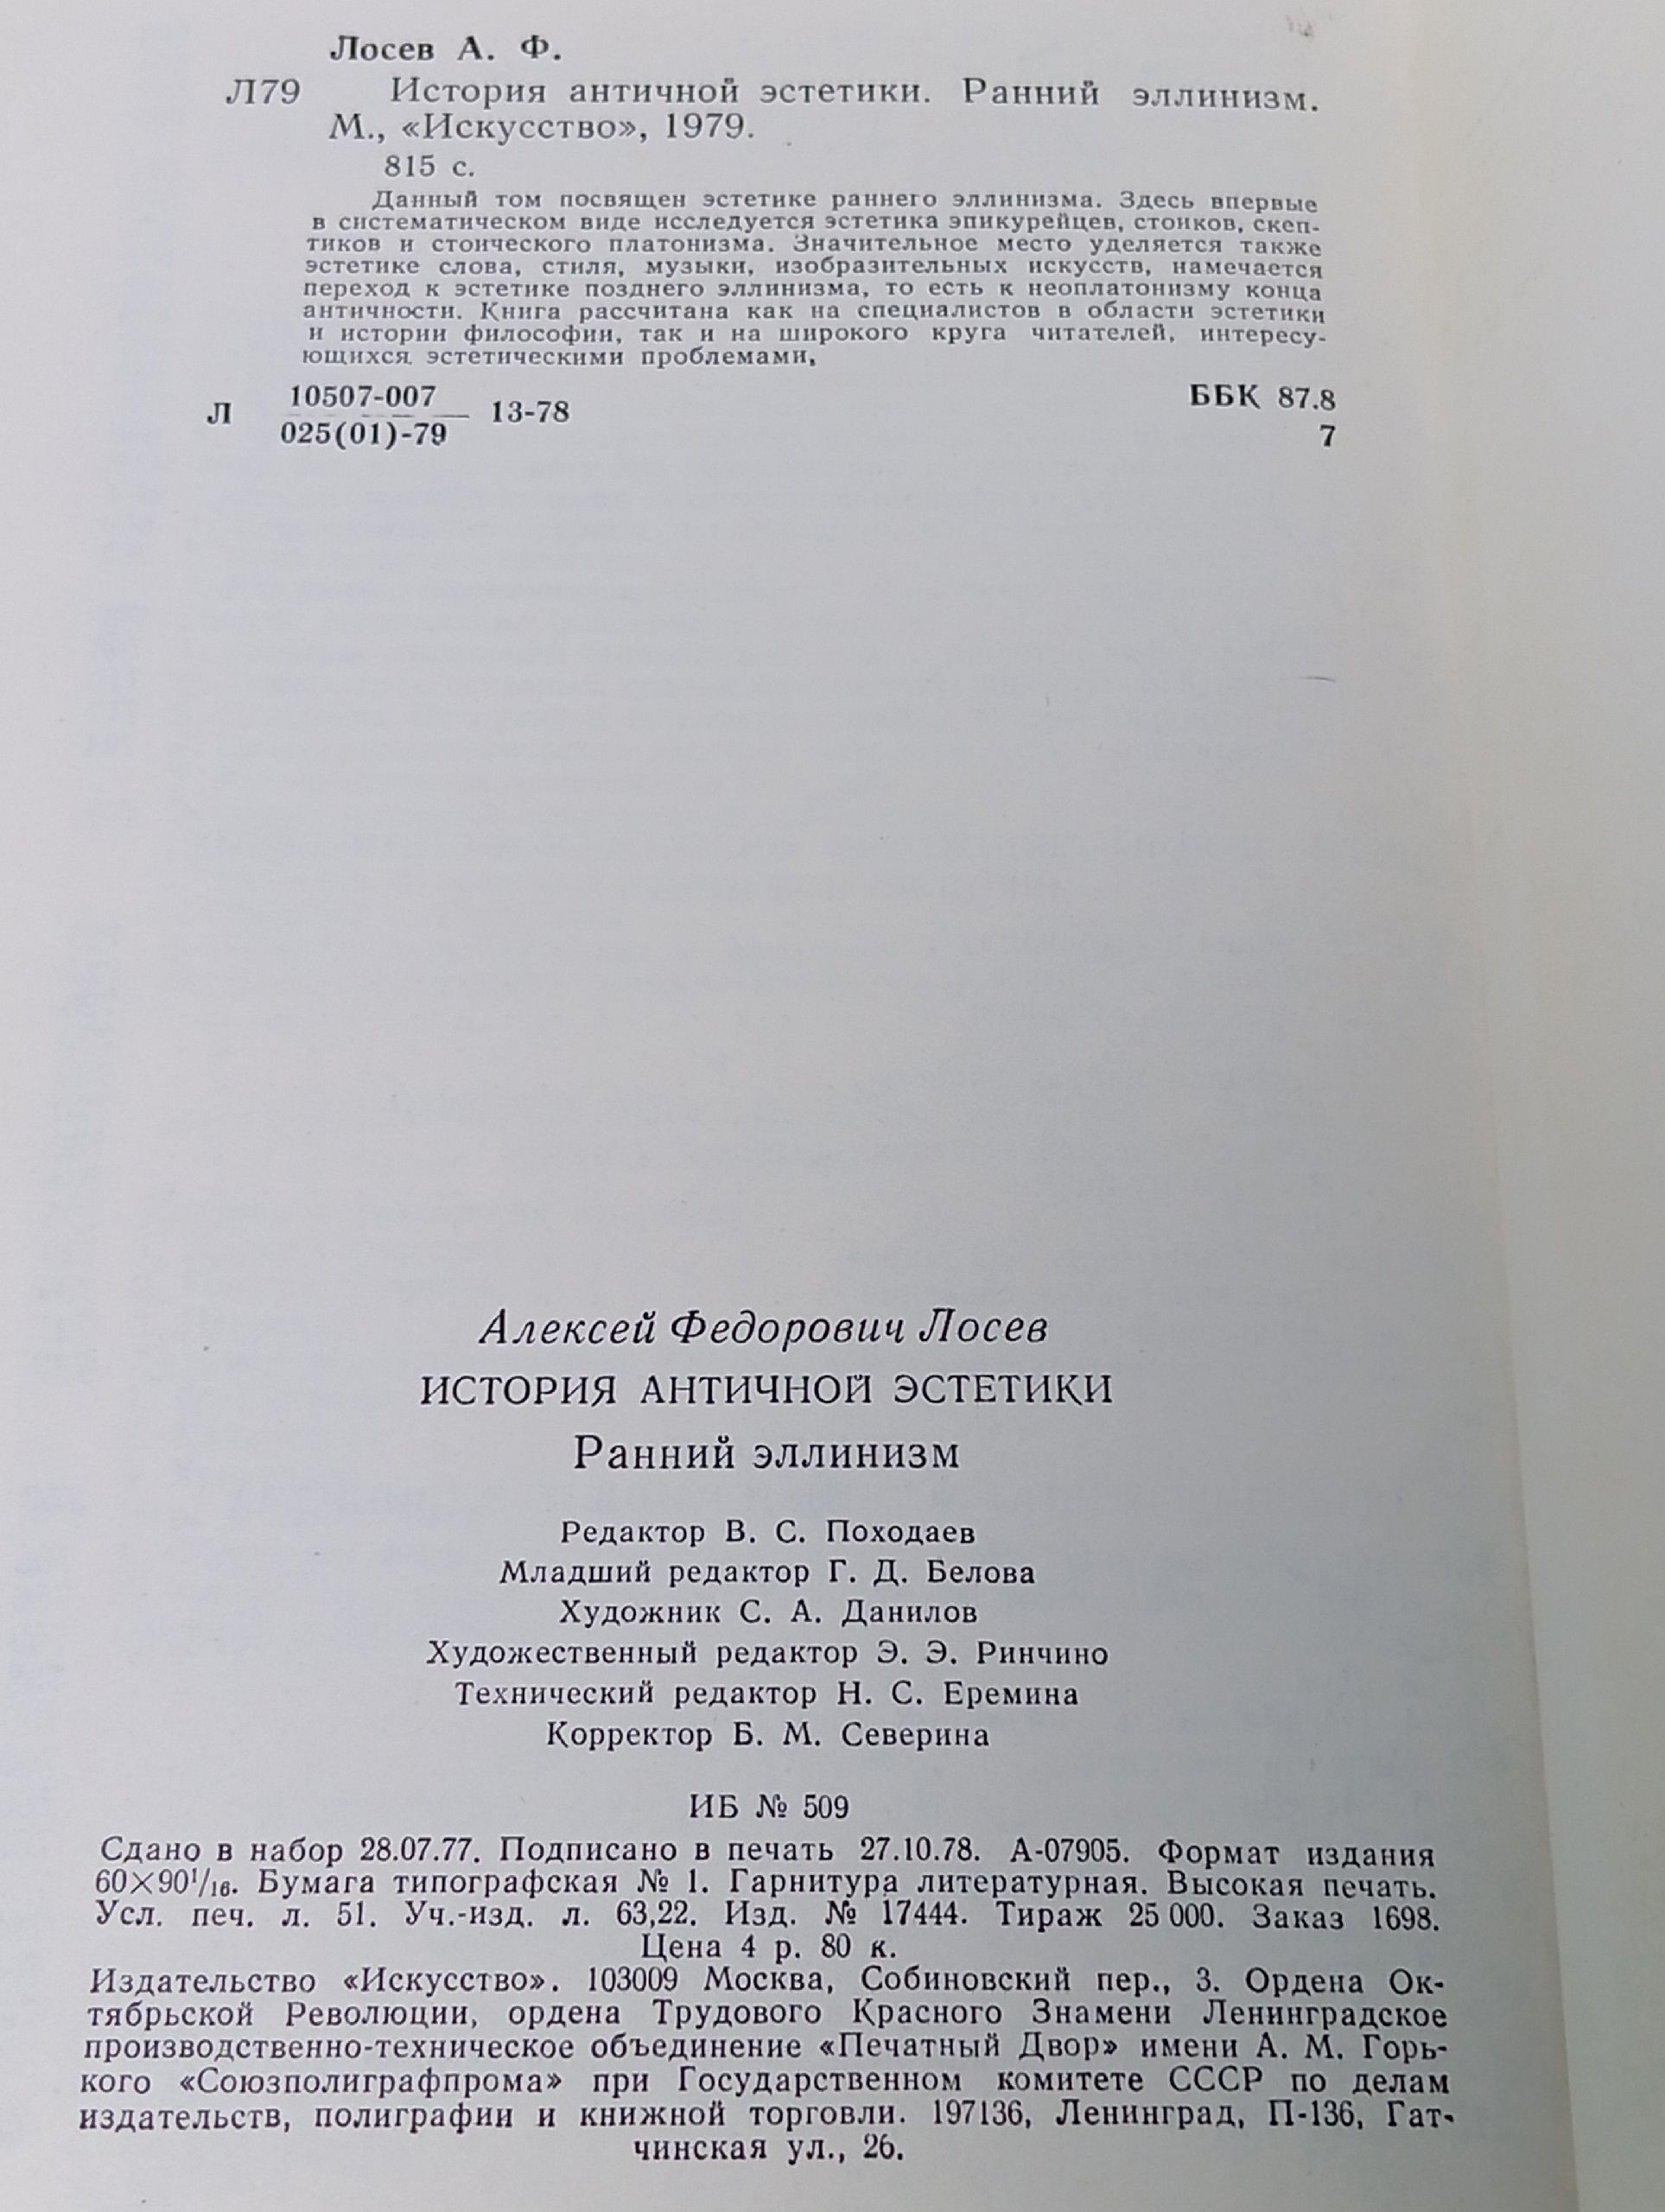 Лосев А. Ф.
Л79 История античной эстетики. Ранний эллинизм.
М., «Искусство», 1979.
815 с.
Данный том посвящен эстетике раннего эллинизма. Здесь впервые
в систематическом виде исследуется эстетика эпикурейцев, стоиков, скеп-
тиков и стоического платонизма. Значительное место уделяется также
эстетике слова, стиля, музыки, изобразительных искусств, намечается
переход к эстетике позднего эллинизма, то есть к неоплатонизму конца
античности. Книга рассчитана как на специалистов в области эстетики
и истории философии, так и на широкого круга читателей, интересу-
ющихся эстетическими проблемами,
Л 10507-007 13-78 ББК 87.8
025(01)-79 7
Алексей Федорович Лосев
ИСТОРИЯ АНТИЧНОЙ ЭСТЕТИКИ
Ранний эллинизм
Редактор В. С. Походаев
Младший редактор Г. Д. Белова
Художник С. А. Данилов
Художественный редактор Э. Э. Ринчино
Технический редактор Н. С. Еремина
Корректор Б. М. Северина
ИБ № 509
Сдано в набор 28.07.77. Подписано в печать 27.10.78. А-07905. Формат издания
60×90¹/₁₆. Бумага типографская № 1. Гарнитура литературная. Высокая печать.
Усл. печ. л. 51. Уч.-изд. л. 63,22. Изд. № 17444. Тираж 25 000. Заказ 1698.
Цена 4 р. 80 к.
Издательство «Искусство». 103009 Москва, Собиновский пер., 3. Ордена Ок-
тябрьской Революции, ордена Трудового Красного Знамени Ленинградское
производственно-техническое объединение «Печатный Двор» имени А. М. Горь-
кого «Союзполиграфпрома» при Государственном комитете СССР по делам
издательств, полиграфии и книжной торговли. 197136, Ленинград, П-136, Гат-
чинская ул., 26.